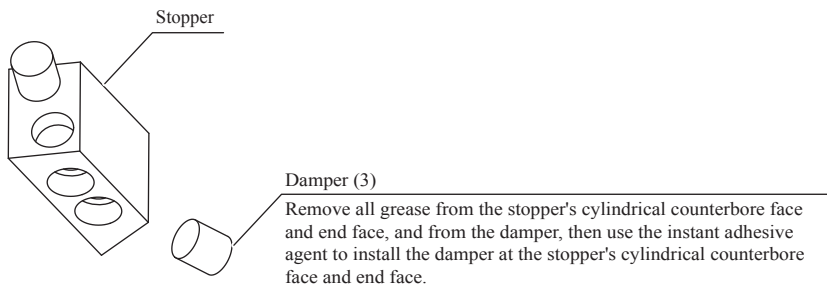 Stopper
Damper (3)
Remove all grease from the stopper's cylindrical counterbore face
and end face, and from the damper, then use the instant adhesive
agent to install the damper at the stopper's cylindrical counterbore
face and end face.